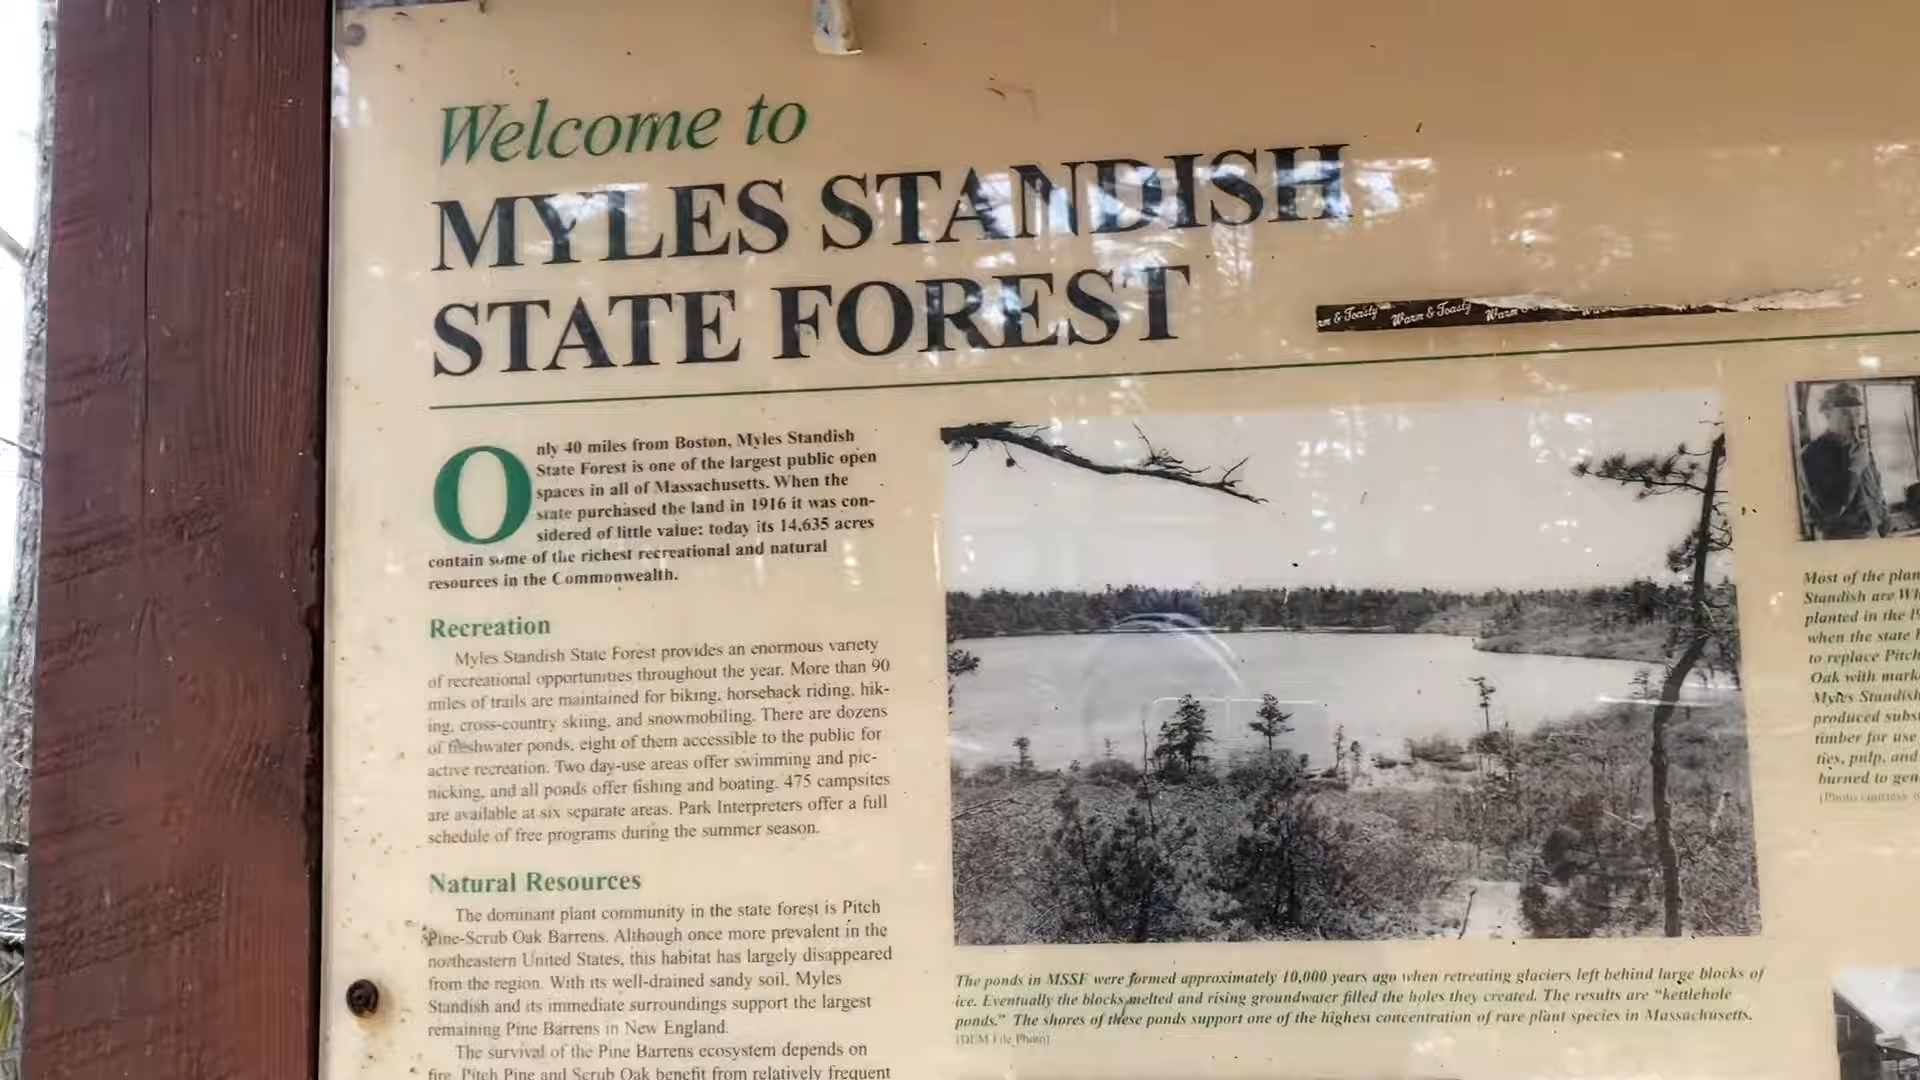 Welcome to
MYLES STANDISH
STATE FOREST
rm & Toasty Warm & Toasty Warm
Only 40 miles from Boston, Myles Standish
State Forest is one of the largest public open
spaces in all of Massachusetts. When the
state purchased the land in 1916 it was con-
sidered of little value: today its 14,635 acres
contain some of the richest recreational and natural
resources in the Commonwealth.
Recreation
Myles Standish State Forest provides an enormous variety
of recreational opportunities throughout the year. More than 90
miles of trails are maintained for biking, horseback riding, hik-
ing, cross-country skiing, and snowmobiling. There are dozens
of freshwater ponds, eight of them accessible to the public for
active recreation. Two day-use areas offer swimming and pic-
nicking, and all ponds offer fishing and boating. 475 campsites
are available at six separate areas. Park Interpreters offer a full
schedule of free programs during the summer season.
Natural Resources
The dominant plant community in the state forest is Pitch
Pine-Scrub Oak Barrens. Although once more prevalent in the
northeastern United States, this habitat has largely disappeared
from the region. With its well-drained sandy soil, Myles
Standish and its immediate surroundings support the largest
remaining Pine Barrens in New England.
The survival of the Pine Barrens ecosystem depends on
fire. Pitch Pine and Scrub Oak benefit from relatively frequent
The ponds in MSSF were formed approximately 10,000 years ago when retreating glaciers left behind large blocks of
ice. Eventually the blocks melted and rising groundwater filled the holes they created. The results are "kettlehole
ponds." The shores of these ponds support one of the highest concentration of rare plant species in Massachusetts.
[DEM File Photo]
Most of the plan
Standish are Wh
planted in the 19
when the state
to replace Pitch
Oak with mark
Myles Standish
produced subs
timber for use
ties, pulp, and
burned to gen
[Photo courtesy